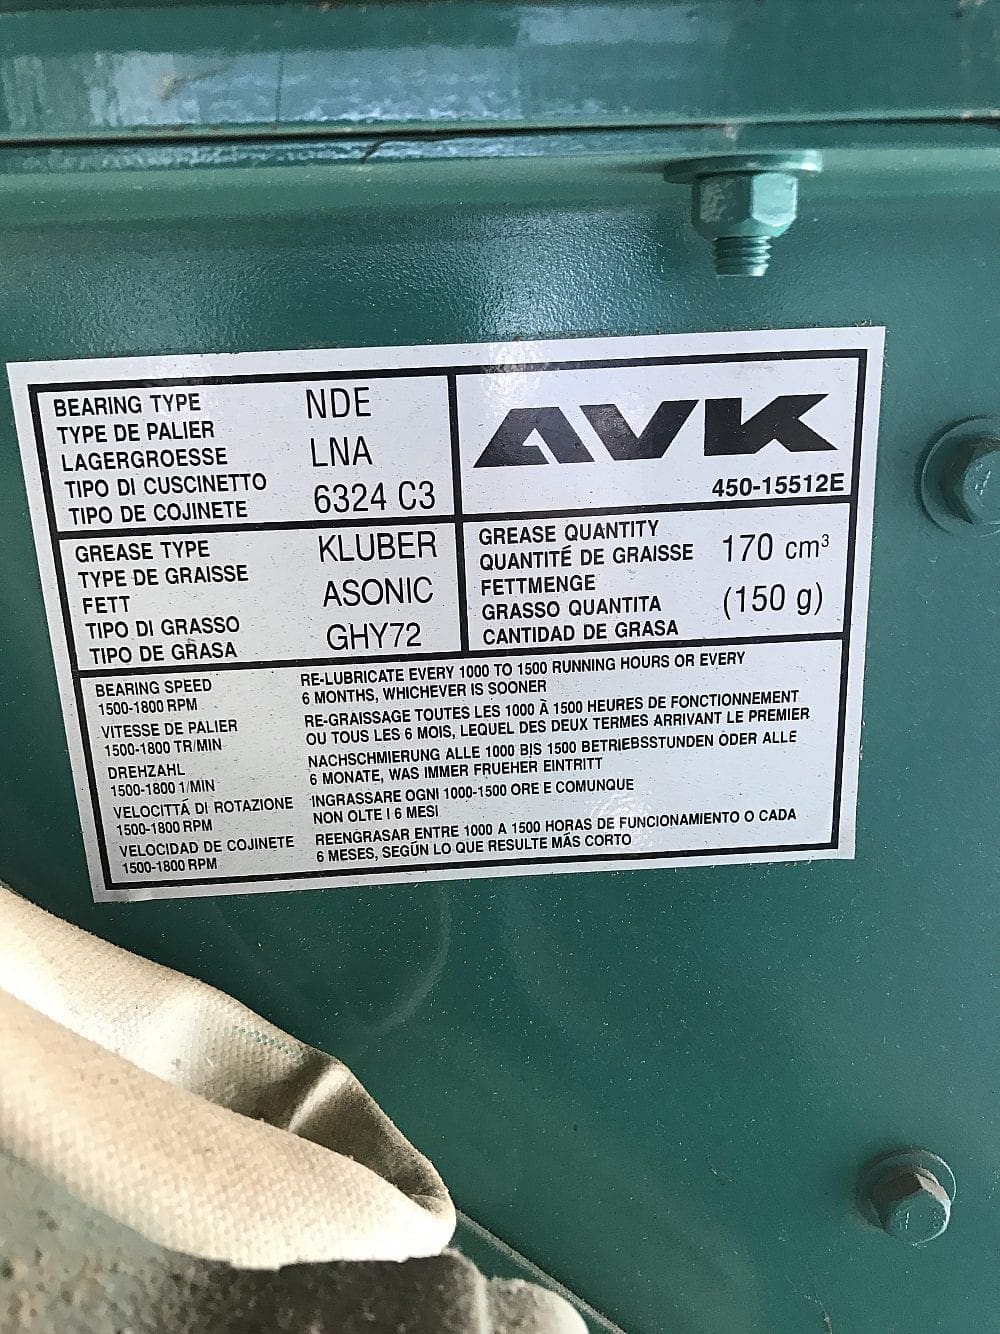 BEARING TYPE
TYPE DE PALIER
LAGERGROESSE
TIPO DI CUSCINETTO
TIPO DE COJINETE
NDE
LNA
6324 C3
AVK
450-15512E
GREASE TYPE
TYPE DE GRAISSE
FETT
TIPO DI GRASSO
TIPO DE GRASA
KLUBER
ASONIC
GHY72
GREASE QUANTITY
QUANTITÉ DE GRAISSE
FETTMENGE
GRASSO QUANTITA
CANTIDAD DE GRASA
170 cm³
(150 g)
BEARING SPEED
1500-1800 RPM
RE-LUBRICATE EVERY 1000 TO 1500 RUNNING HOURS OR EVERY
6 MONTHS, WHICHEVER IS SOONER
VITESSE DE PALIER
1500-1800 TR/MIN
RE-GRAISSAGE TOUTES LES 1000 À 1500 HEURES DE FONCTIONNEMENT
OU TOUS LES 6 MOIS, LEQUEL DES DEUX TERMES ARRIVANT LE PREMIER
DREHZAHL
1500-1800 1/MIN
NACHSCHMIERUNG ALLE 1000 BIS 1500 BETRIEBSSTUNDEN ODER ALLE
6 MONATE, WAS IMMER FRUEHER EINTRITT
VELOCITTÁ DI ROTAZIONE
1500-1800 RPM
INGRASSARE OGNI 1000-1500 ORE E COMUNQUE
NON OLTE I 6 MESI
VELOCIDAD DE COJINETE
1500-1800 RPM
REENGRASAR ENTRE 1000 A 1500 HORAS DE FUNCIONAMIENTO O CADA
6 MESES, SEGÚN LO QUE RESULTE MÁS CORTO